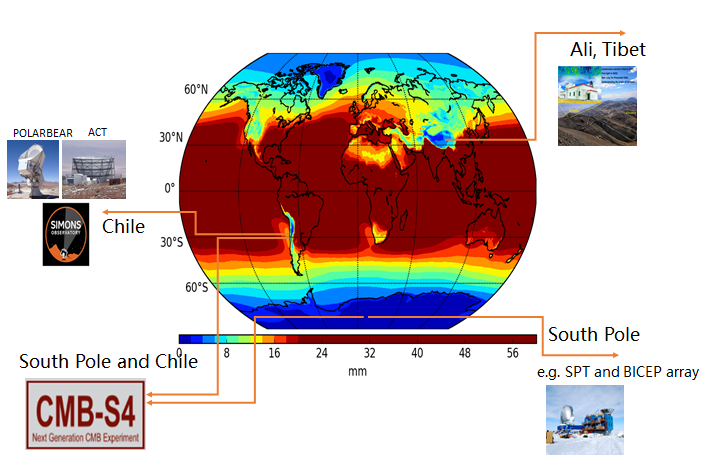 Ali, Tibet
60°N
POLARBEAR ACT
30°N
0°
SIMONS
OBSERVATORY
Chile
30°S
60°S
South Pole
0 8 16 24 32 40 48 56
mm
South Pole and Chile
e.g. SPT and BICEP array
CMB-S4
Next Generation CMB Experiment